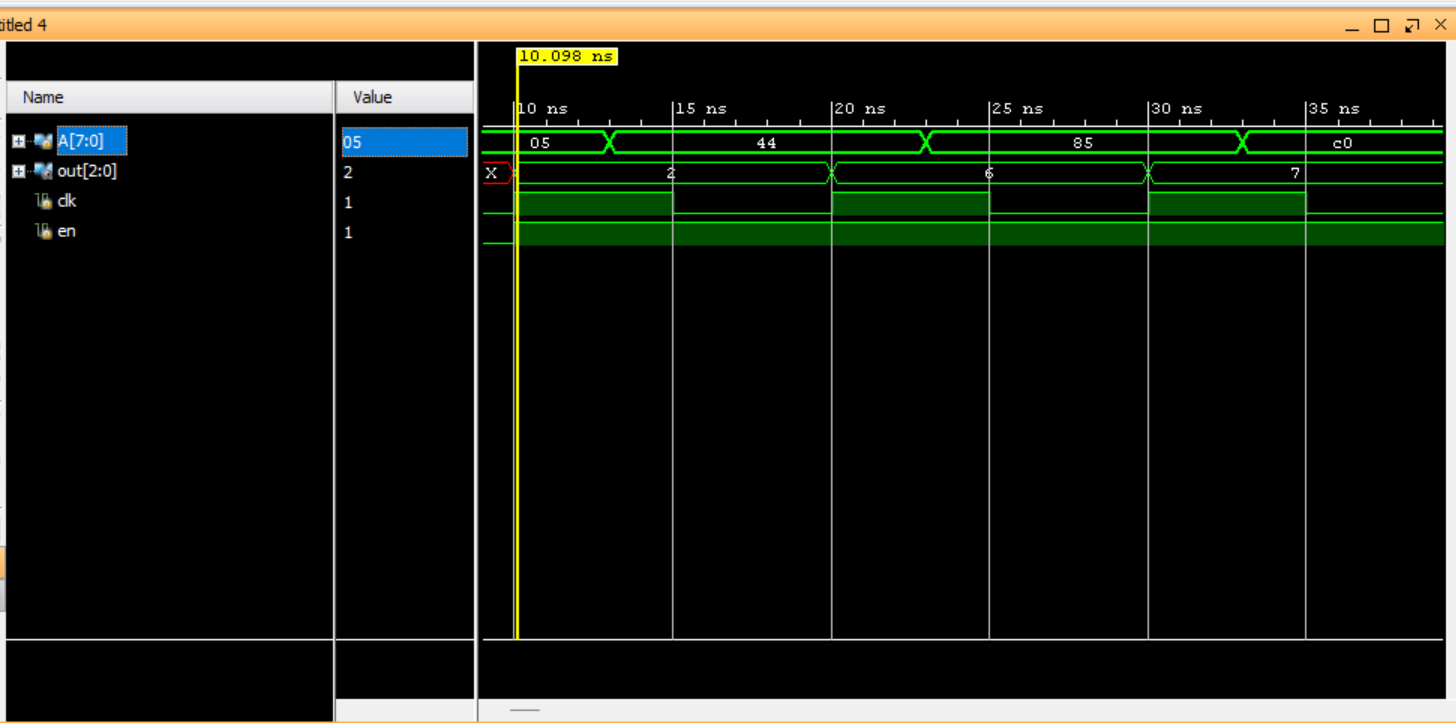 itled 4
10.098 ns
Name Value
10 ns 15 ns 20 ns 25 ns 30 ns 35 ns
A[7:0] 05 05 44 85 c0
out[2:0] 2 X 2 6 7
clk 1
en 1